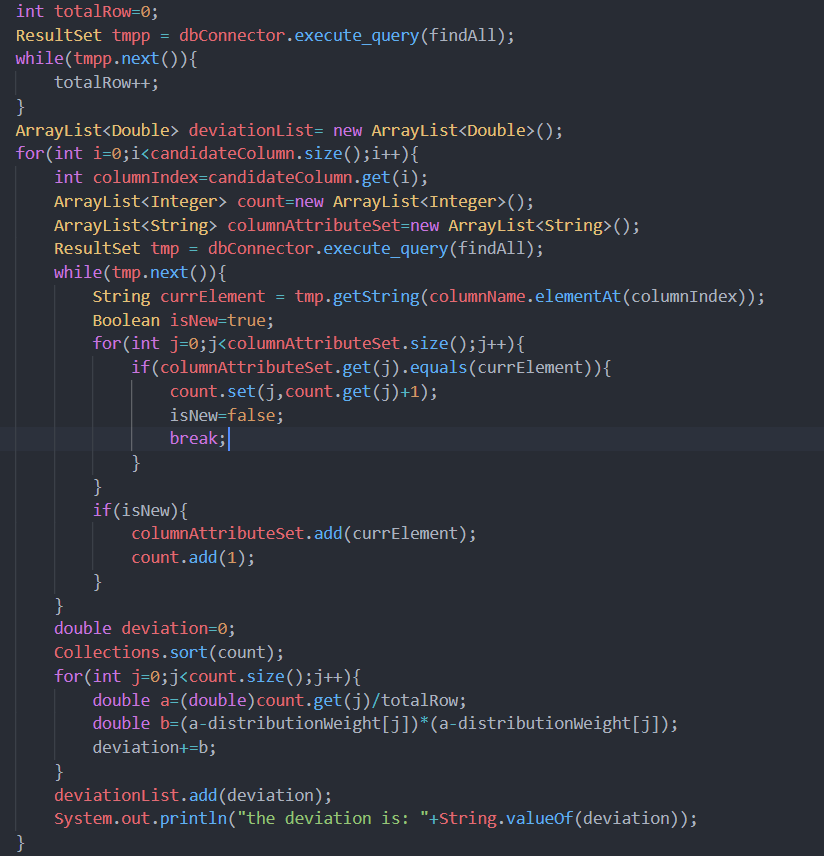 int totalRow=0;
ResultSet tmpp = dbConnector.execute_query(findAll);
while(tmpp.next()){
    totalRow++;
}
ArrayList<Double> deviationList= new ArrayList<Double>();
for(int i=0;i<candidateColumn.size();i++){
    int columnIndex=candidateColumn.get(i);
    ArrayList<Integer> count=new ArrayList<Integer>();
    ArrayList<String> columnAttributeSet=new ArrayList<String>();
    ResultSet tmp = dbConnector.execute_query(findAll);
    while(tmp.next()){
        String currElement = tmp.getString(columnName.elementAt(columnIndex));
        Boolean isNew=true;
        for(int j=0;j<columnAttributeSet.size();j++){
            if(columnAttributeSet.get(j).equals(currElement)){
                count.set(j,count.get(j)+1);
                isNew=false;
                break;
            }
        }
        if(isNew){
            columnAttributeSet.add(currElement);
            count.add(1);
        }
    }
    double deviation=0;
    Collections.sort(count);
    for(int j=0;j<count.size();j++){
        double a=(double)count.get(j)/totalRow;
        double b=(a-distributionWeight[j])*(a-distributionWeight[j]);
        deviation+=b;
    }
    deviationList.add(deviation);
    System.out.println("the deviation is: "+String.valueOf(deviation));
}